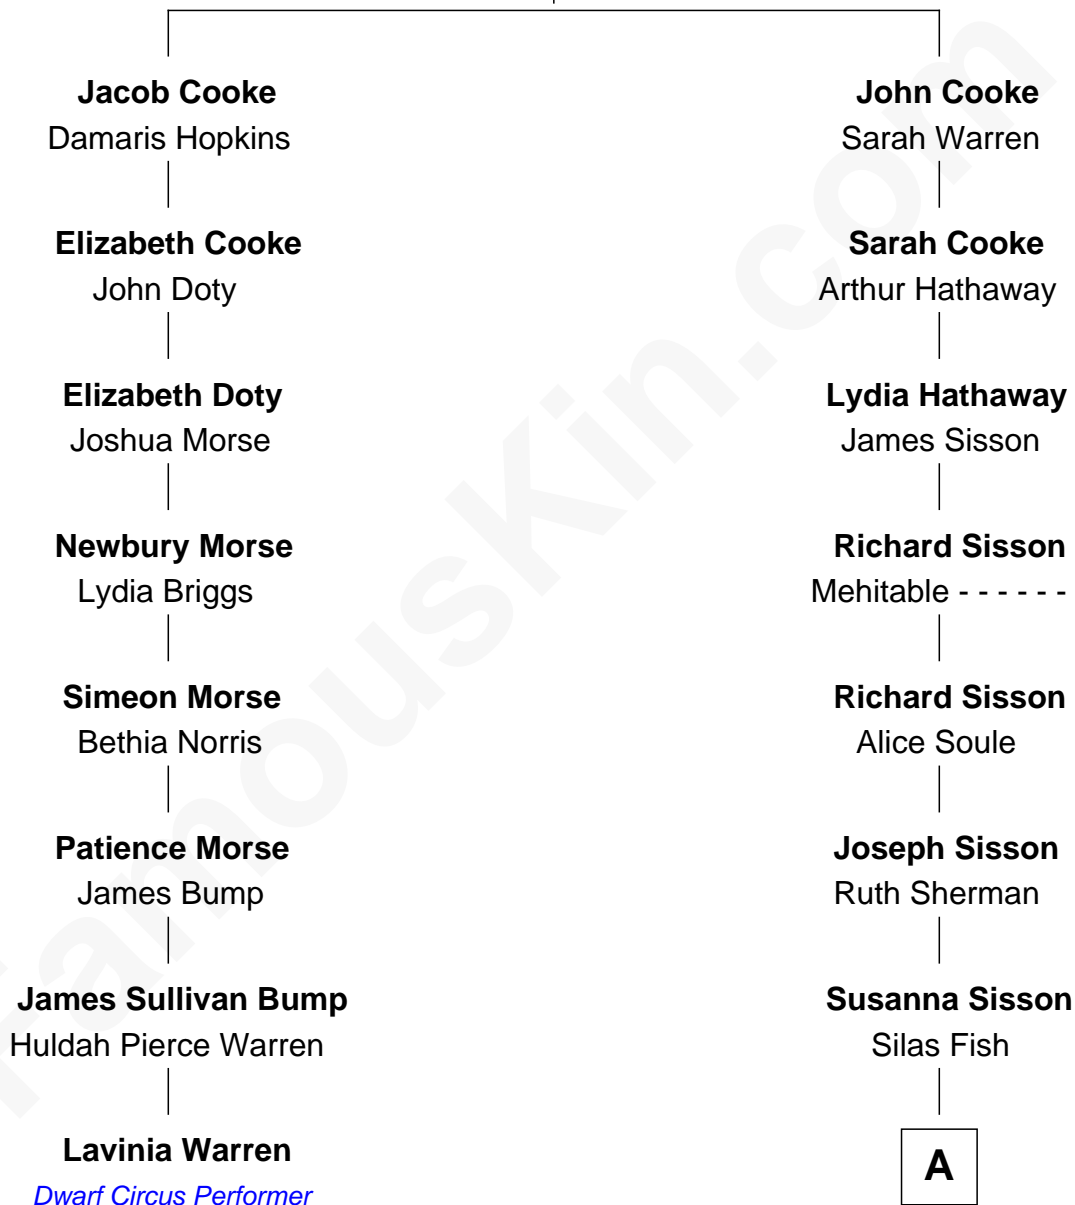 Jacob Cooke
Damaris Hopkins
Elizabeth Cooke
John Doty
Elizabeth Doty
Joshua Morse
Newbury Morse
Lydia Briggs
Simeon Morse
Bethia Norris
Patience Morse
James Bump
James Sullivan Bump
Huldah Pierce Warren
Lavinia Warren
Dwarf Circus Performer
John Cooke
Sarah Warren
Sarah Cooke
Arthur Hathaway
Lydia Hathaway
James Sisson
Richard Sisson
Mehitable - - - - - -
Richard Sisson
Alice Soule
Joseph Sisson
Ruth Sherman
Susanna Sisson
Silas Fish
A
FamousKin.com